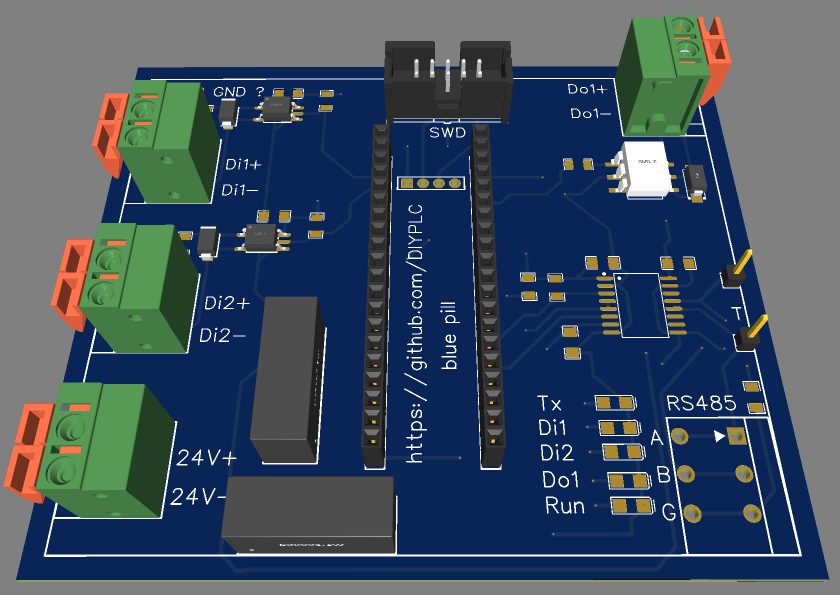 GND ?
Di1+
Di1-
Di2+
Di2-
24V+
24V-
SWD
https://github.com/DIYPLC
blue pill
Do1+
Do1-
T
Tx
Di1
Di2
Do1
Run
RS485
A
B
G